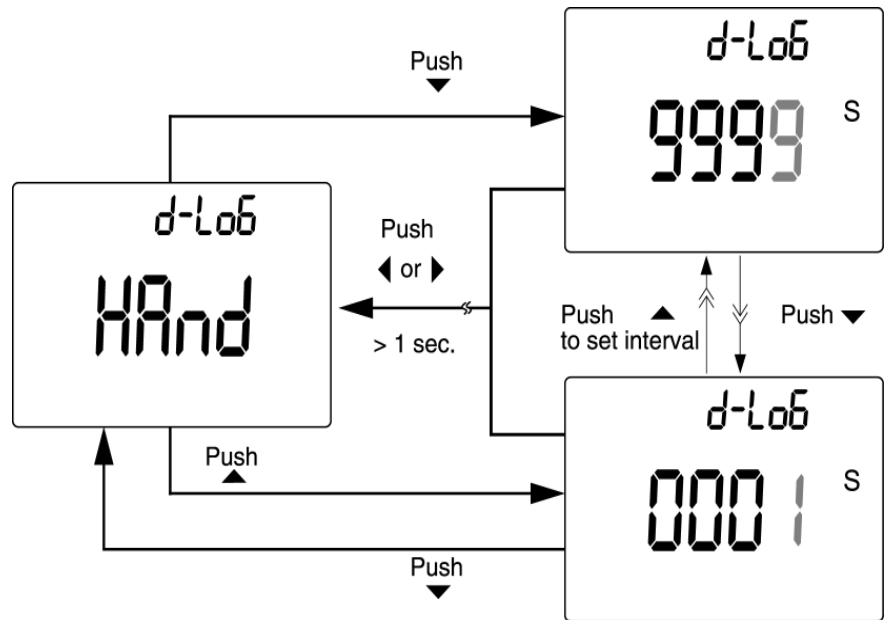 Push
▼
d-LoG
9999 S
d-LoG
HAnd
Push
◀ or ▶
> 1 sec.
Push ▲
to set interval
Push ▼
d-LoG
0001 S
Push
▲
Push
▼